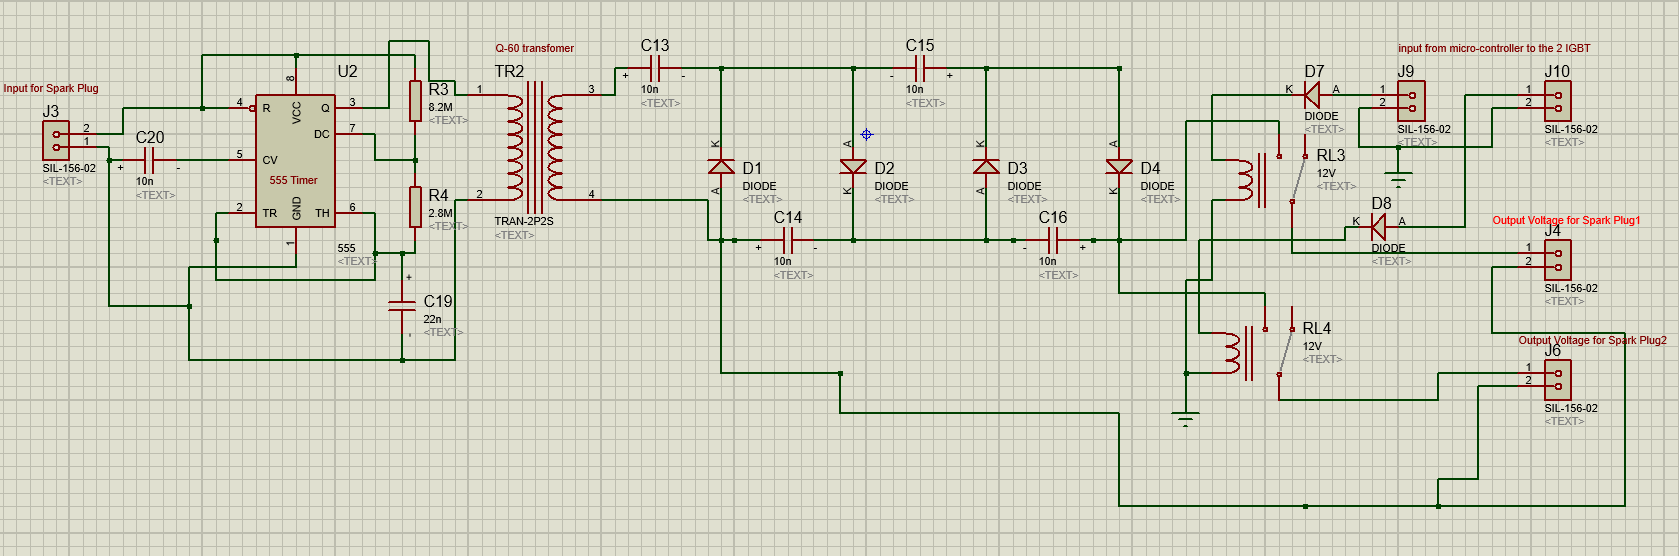 Input for Spark Plug
J3
2
1
SIL-156-02
<TEXT>
C20
+
-
10n
<TEXT>
U2
8
VCC
4
R
Q
3
DC
7
5
CV
555 Timer
2
TR
GND
TH
6
1
555
<TEXT>
R3
8.2M
<TEXT>
R4
2.8M
<TEXT>
+
C19
22n
<TEXT>
Q-60 transfomer
TR2
1
3
2
4
TRAN-2P2S
<TEXT>
C13
+
-
10n
<TEXT>
C15
-
+
10n
<TEXT>
K
A
D1
DIODE
<TEXT>
A
K
D2
DIODE
<TEXT>
K
A
D3
DIODE
<TEXT>
A
K
D4
DIODE
<TEXT>
C14
+
-
10n
<TEXT>
C16
-
+
10n
<TEXT>
D7
K
A
DIODE
<TEXT>
RL3
12V
<TEXT>
D8
K
A
DIODE
<TEXT>
RL4
12V
<TEXT>
input from micro-controller to the 2 IGBT
J9
1
2
SIL-156-02
<TEXT>
J10
1
2
SIL-156-02
<TEXT>
Output Voltage for Spark Plug1
J4
1
2
SIL-156-02
<TEXT>
Output Voltage for Spark Plug2
J6
1
2
SIL-156-02
<TEXT>